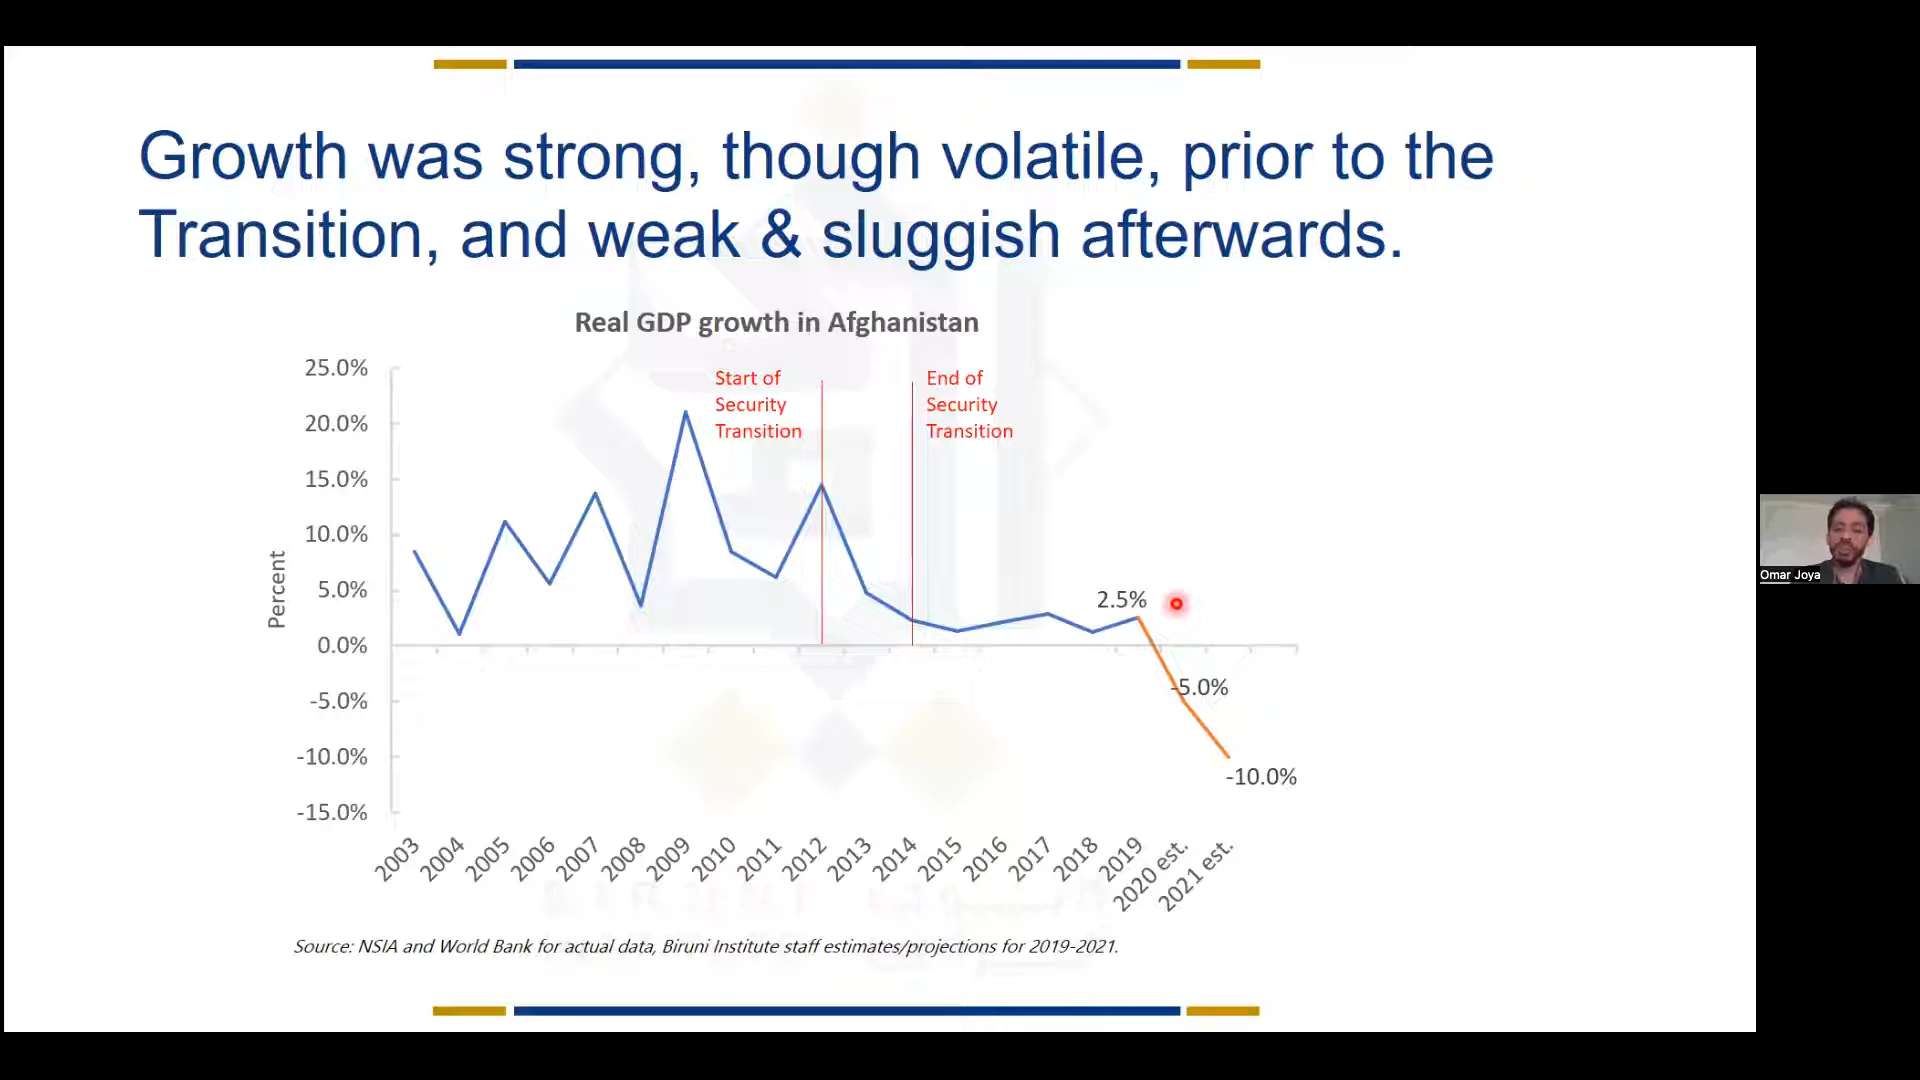 Growth was strong, though volatile, prior to the
Transition, and weak & sluggish afterwards.
Real GDP growth in Afghanistan
25.0%
20.0%
15.0%
10.0%
5.0%
0.0%
-5.0%
-10.0%
-15.0%
Percent
Start of
Security
Transition
End of
Security
Transition
2.5%
-5.0%
-10.0%
2003
2004
2005
2006
2007
2008
2009
2010
2011
2012
2013
2014
2015
2016
2017
2018
2019
2020 est.
2021 est.
Source: NSIA and World Bank for actual data, Biruni Institute staff estimates/projections for 2019-2021.
Omar Joya